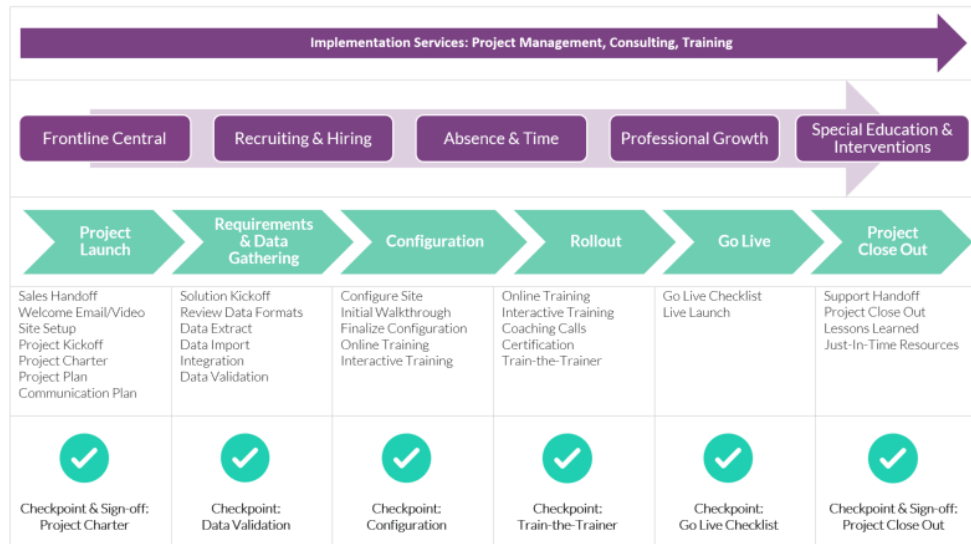 Implementation Services: Project Management, Consulting, Training
Frontline Central
Recruiting & Hiring
Absence & Time
Professional Growth
Special Education &
Interventions
Project
Launch
Requirements
& Data
Gathering
Configuration
Rollout
Go Live
Project
Close Out
Sales Handoff
Welcome Email/Video
Site Setup
Project Kickoff
Project Charter
Project Plan
Communication Plan
Solution Kickoff
Review Data Formats
Data Extract
Data Import
Integration
Data Validation
Configure Site
Initial Walkthrough
Finalize Configuration
Online Training
Interactive Training
Online Training
Interactive Training
Coaching Calls
Certification
Train-the-Trainer
Go Live Checklist
Live Launch
Support Handoff
Project Close Out
Lessons Learned
Just-In-Time Resources
Checkpoint & Sign-off:
Project Charter
Checkpoint:
Data Validation
Checkpoint:
Configuration
Checkpoint:
Train-the-Trainer
Checkpoint:
Go Live Checklist
Checkpoint & Sign-off:
Project Close Out